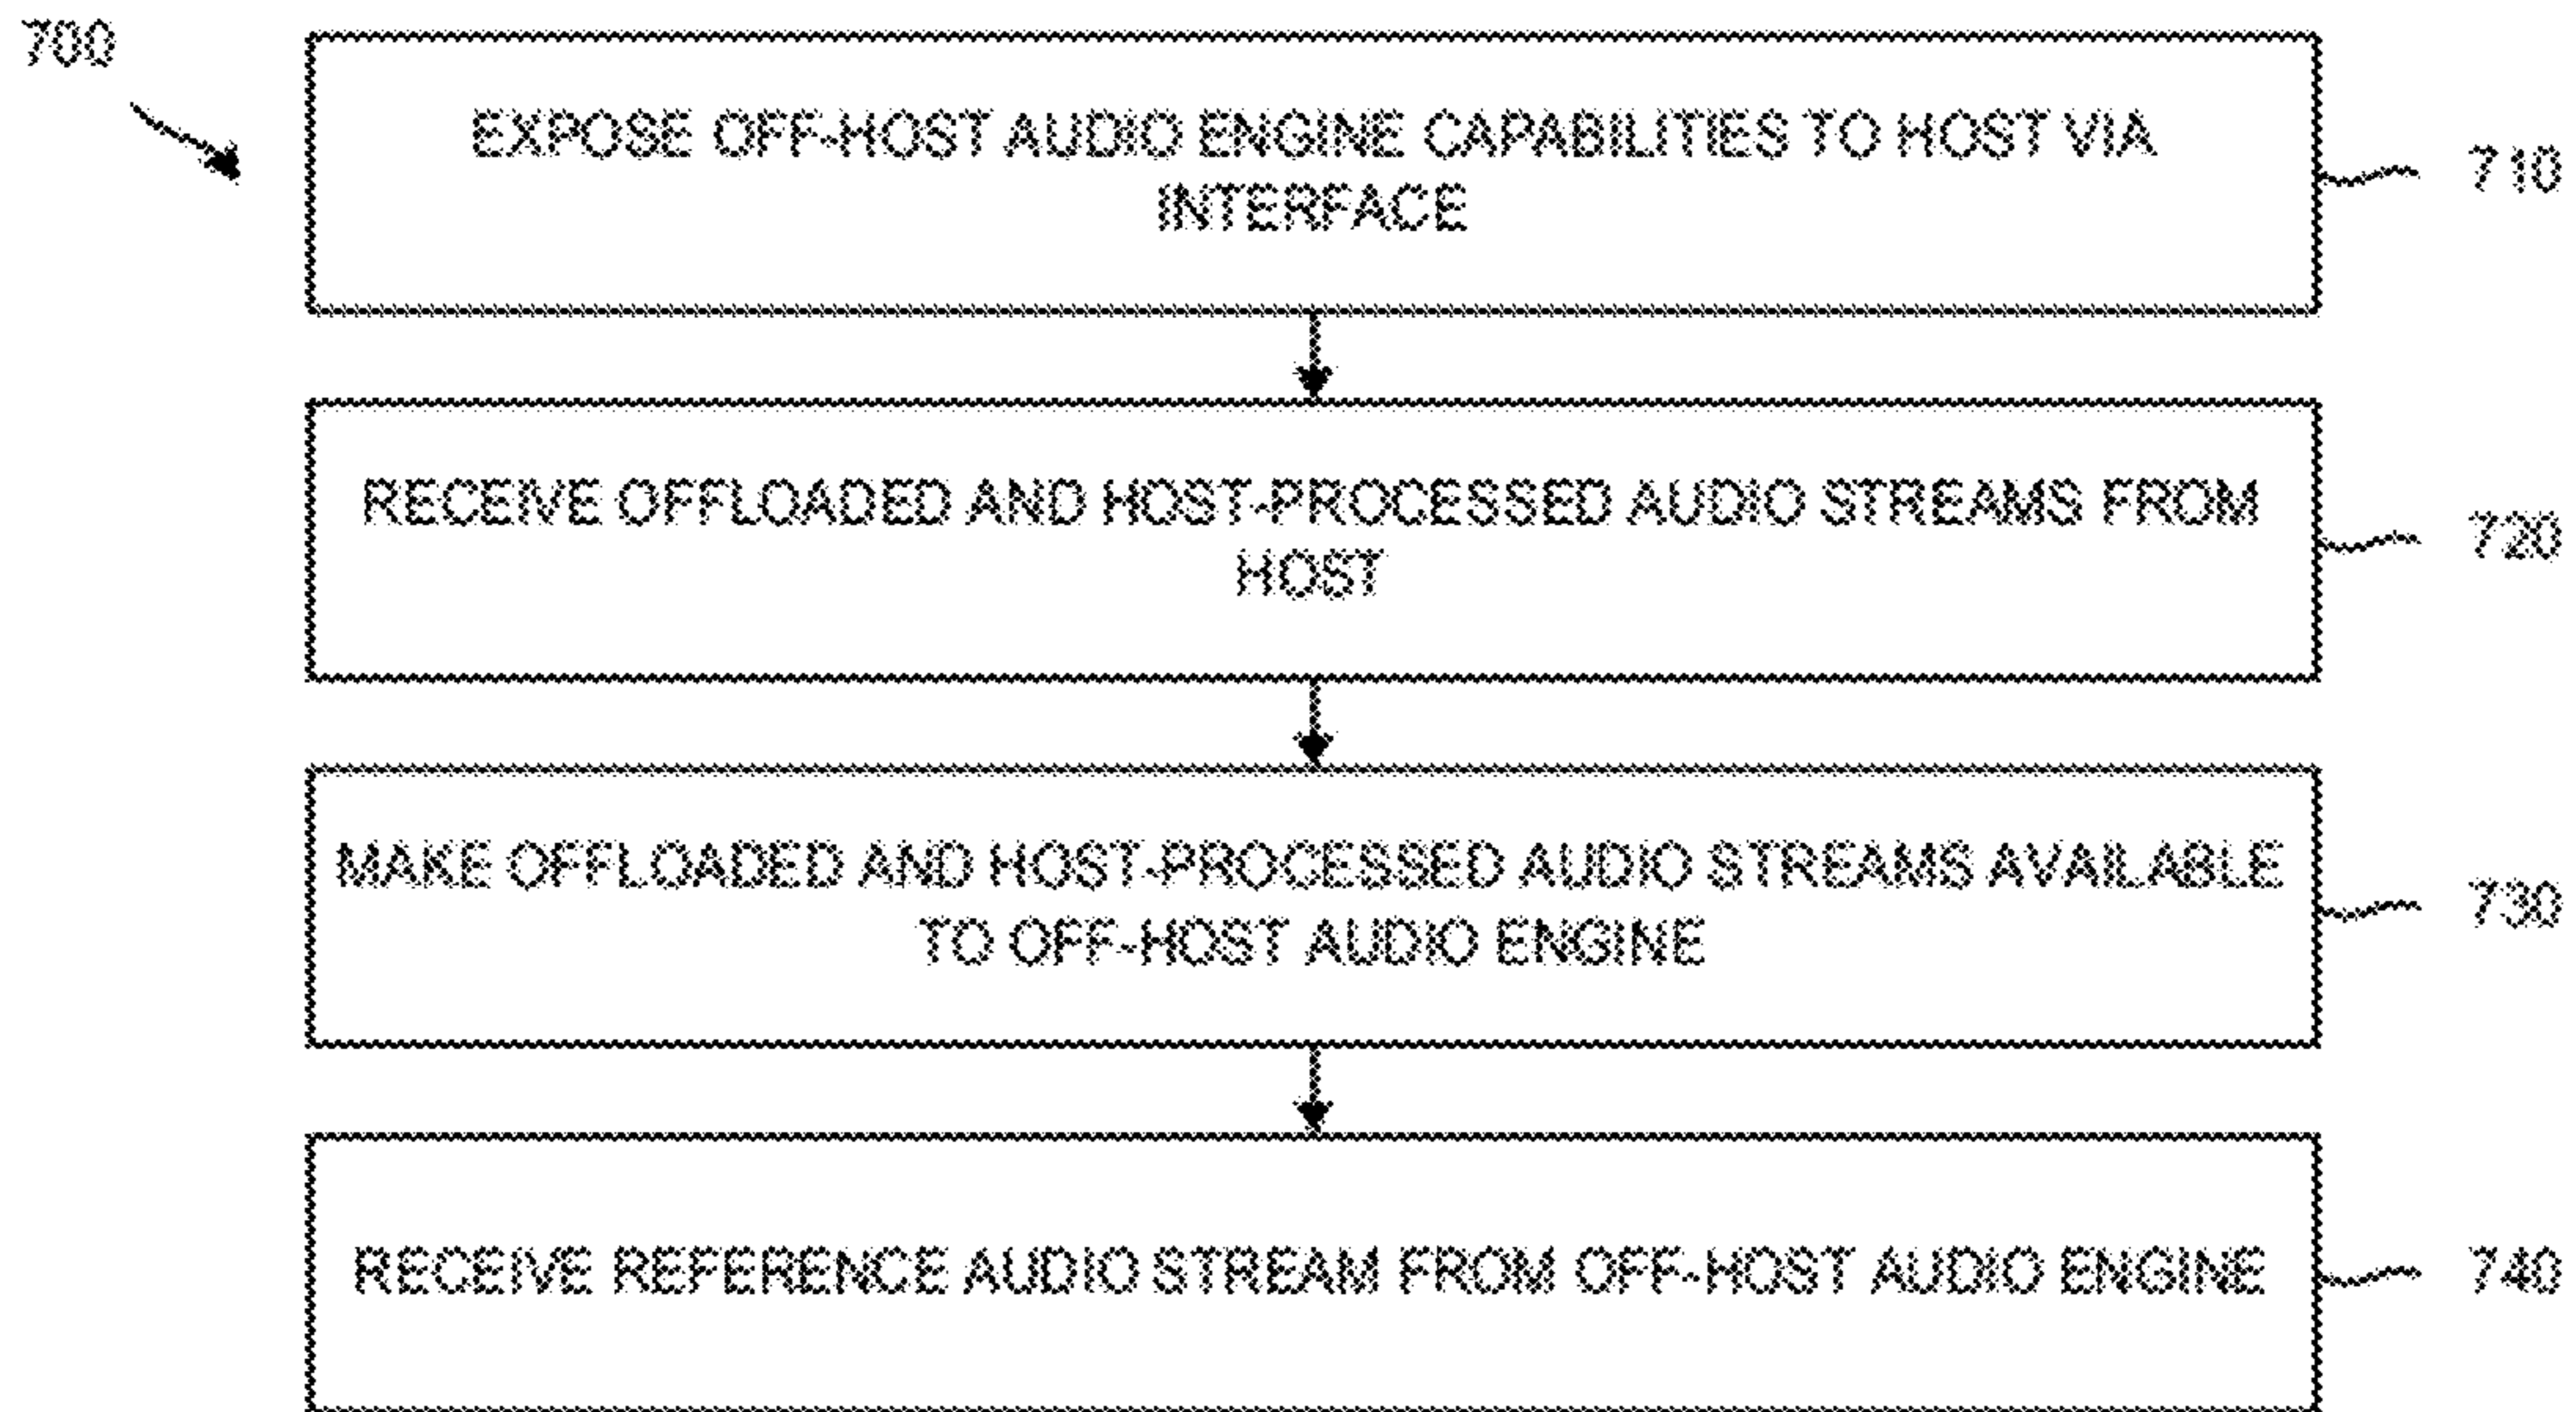 700
EXPOSE OFF-HOST AUDIO ENGINE CAPABILITIES TO HOST VIA
INTERFACE
710
RECEIVE OFFLOADED AND HOST-PROCESSED AUDIO STREAMS FROM
HOST
720
MAKE OFFLOADED AND HOST-PROCESSED AUDIO STREAMS AVAILABLE
TO OFF-HOST AUDIO ENGINE
730
RECEIVE REFERENCE AUDIO STREAM FROM OFF-HOST AUDIO ENGINE
740